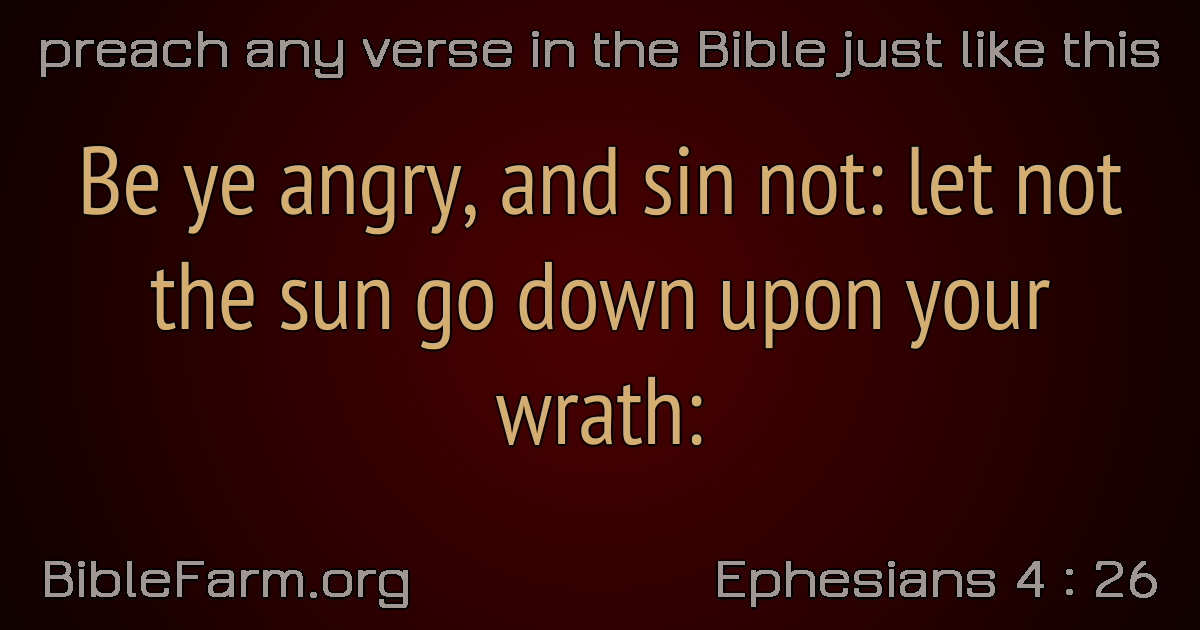 preach any verse in the Bible just like this
Be ye angry, and sin not: let not
the sun go down upon your
wrath:
BibleFarm.org
Ephesians 4 : 26